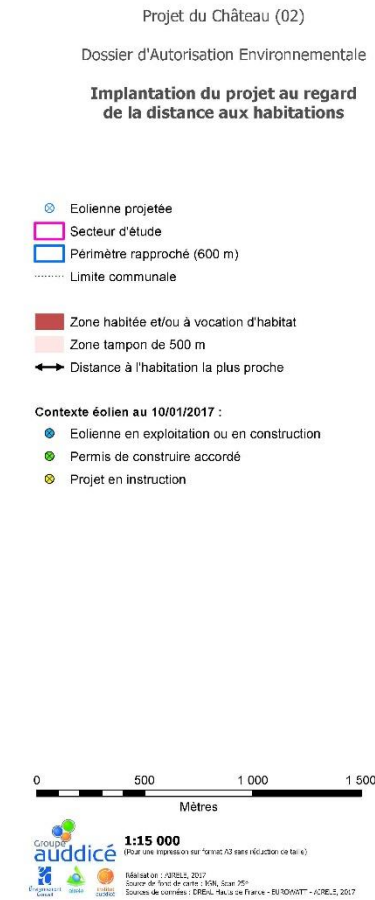 Projet du Château (02)
Dossier d'Autorisation Environnementale
Implantation du projet au regard
de la distance aux habitations
Eolienne projetée
Secteur d'étude
Périmètre rapproché (600 m)
Limite communale
Zone habitée et/ou à vocation d'habitat
Zone tampon de 500 m
Distance à l'habitation la plus proche
Contexte éolien au 10/01/2017 :
Eolienne en exploitation ou en construction
Permis de construire accordé
Projet en instruction
0 500 1 000 1 500
Mètres
Groupe
auddicé
1:15 000
(Pour une impression sur format A3 sans réduction de taille)
Réalisation : AIRELE, 2017
Source de fond de carte : IGN, Scan 25®
Sources de données : DREAL Hauts de France - EUROWATT - AIRELE, 2017